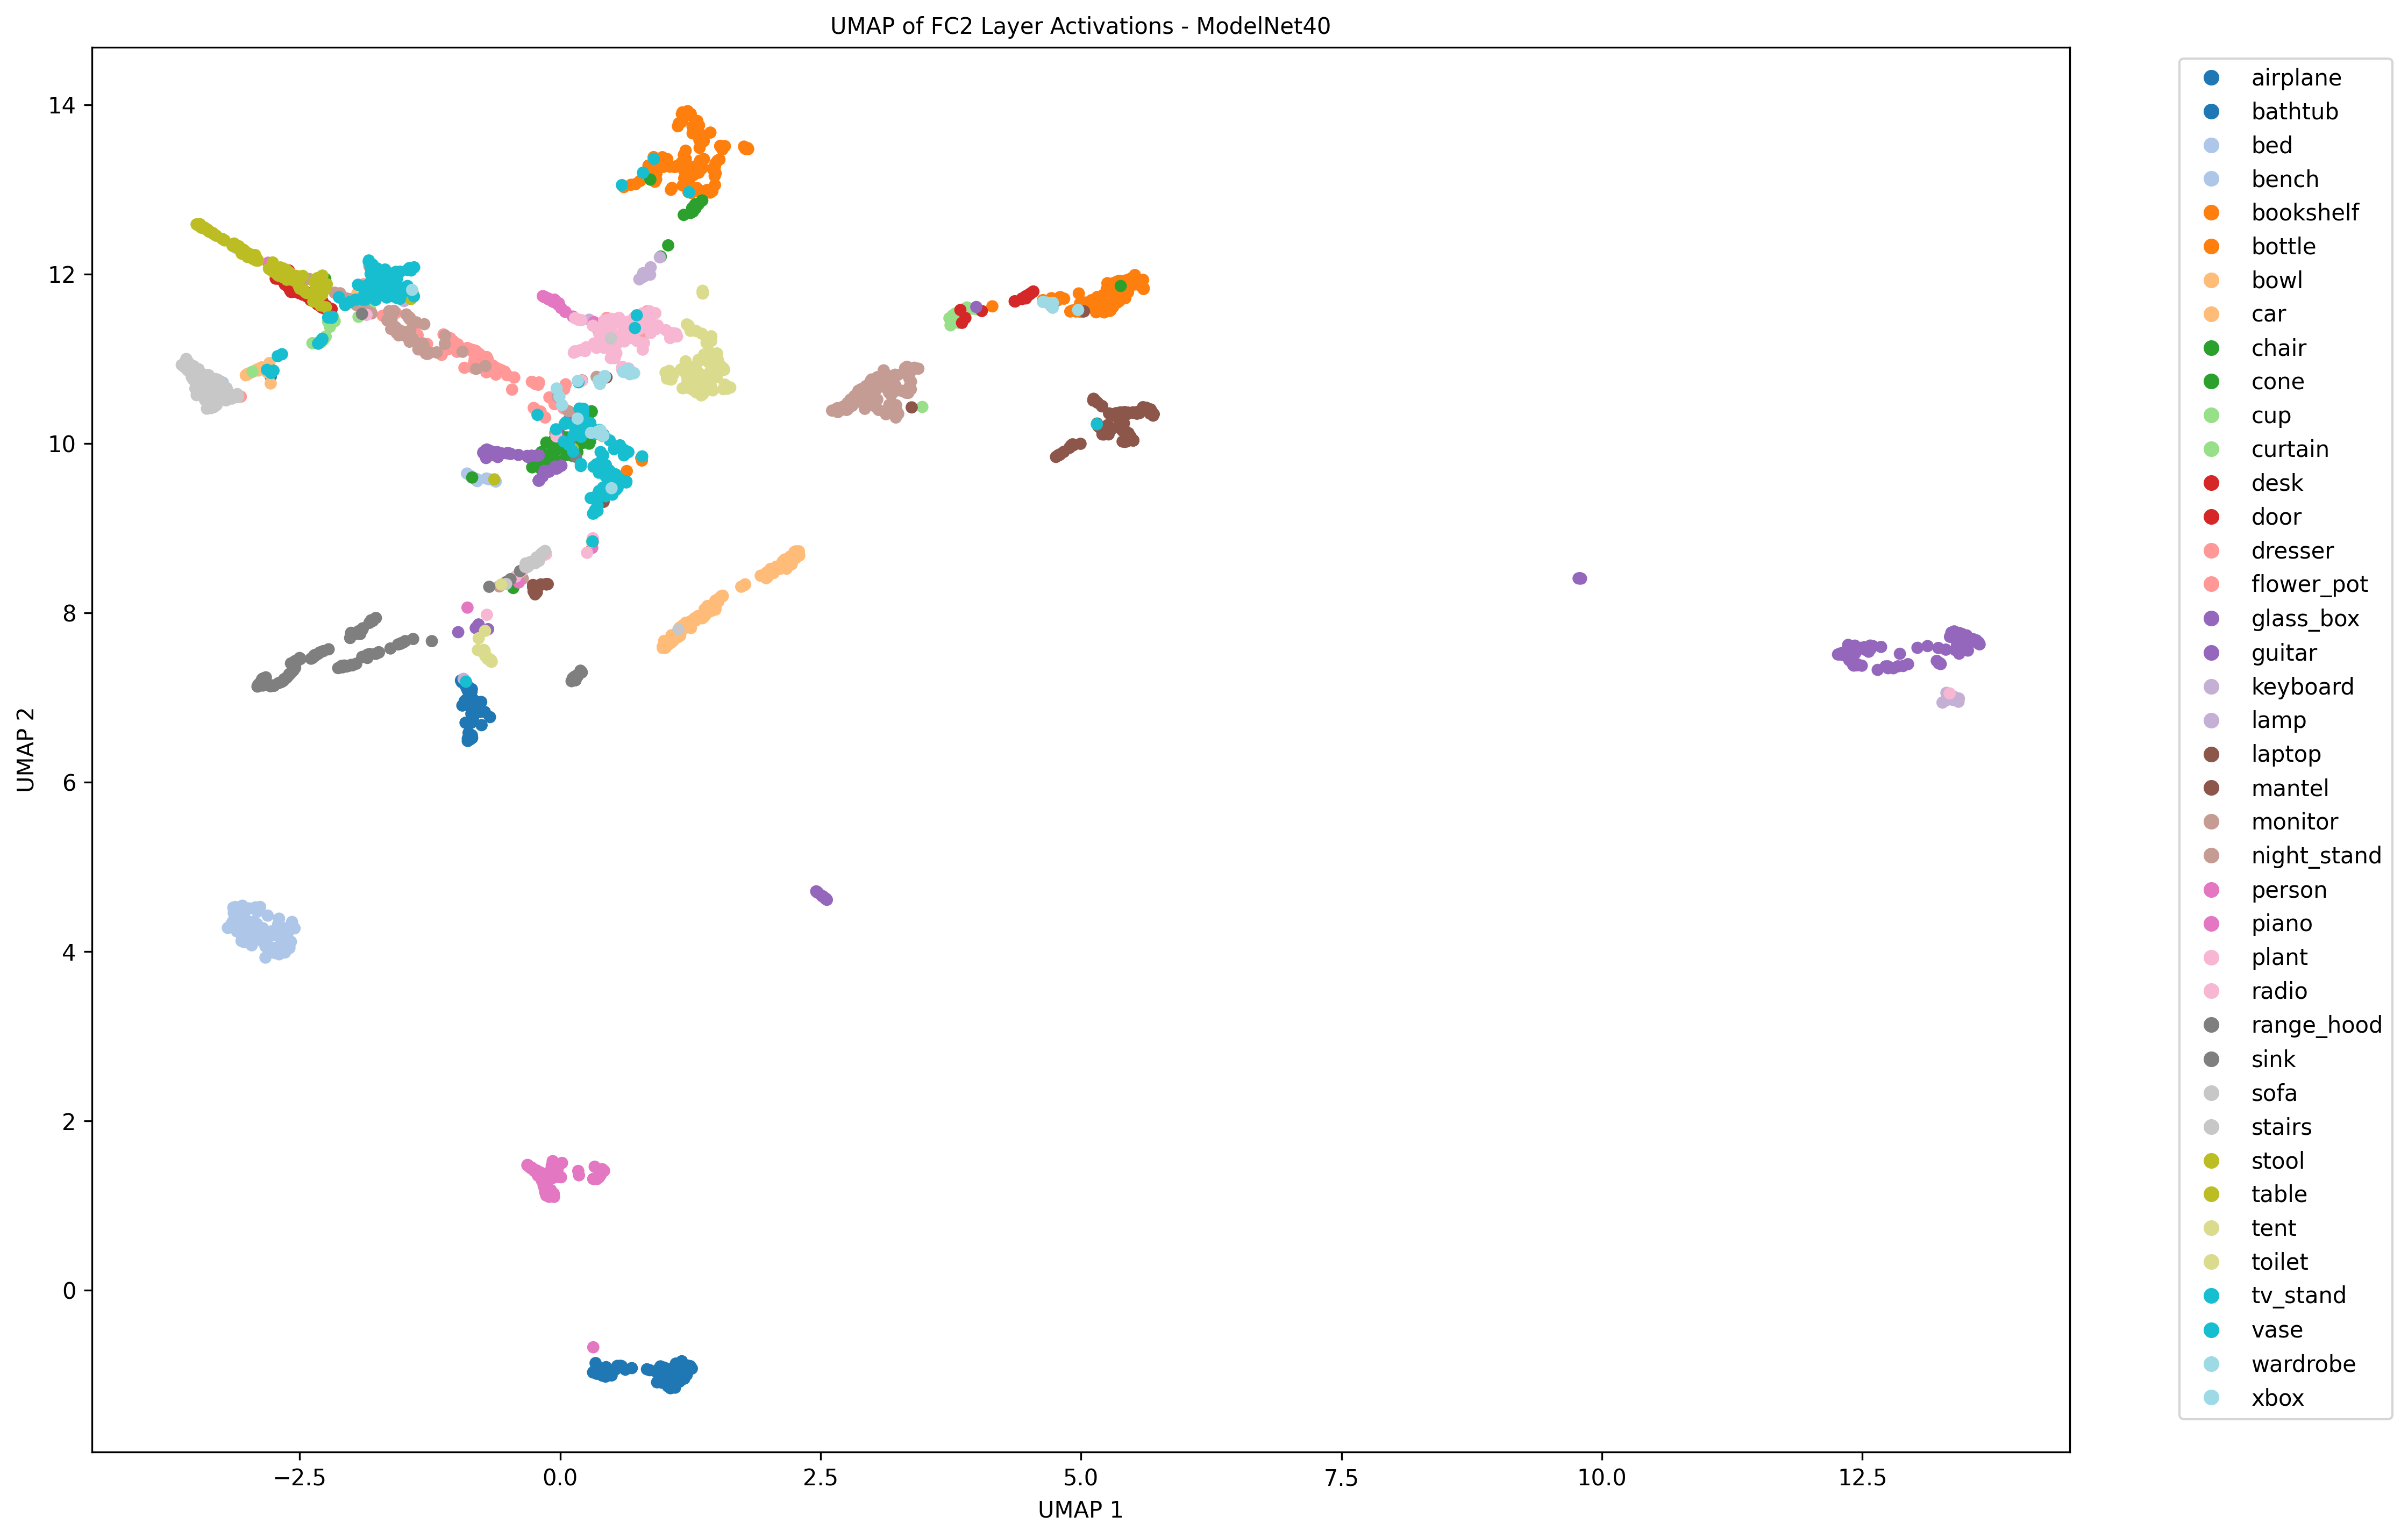 UMAP of FC2 Layer Activations - ModelNet40
14
12
10
8
6
4
2
0
UMAP 2
−2.5
0.0
2.5
5.0
7.5
10.0
12.5
UMAP 1
airplane
bathtub
bed
bench
bookshelf
bottle
bowl
car
chair
cone
cup
curtain
desk
door
dresser
flower_pot
glass_box
guitar
keyboard
lamp
laptop
mantel
monitor
night_stand
person
piano
plant
radio
range_hood
sink
sofa
stairs
stool
table
tent
toilet
tv_stand
vase
wardrobe
xbox